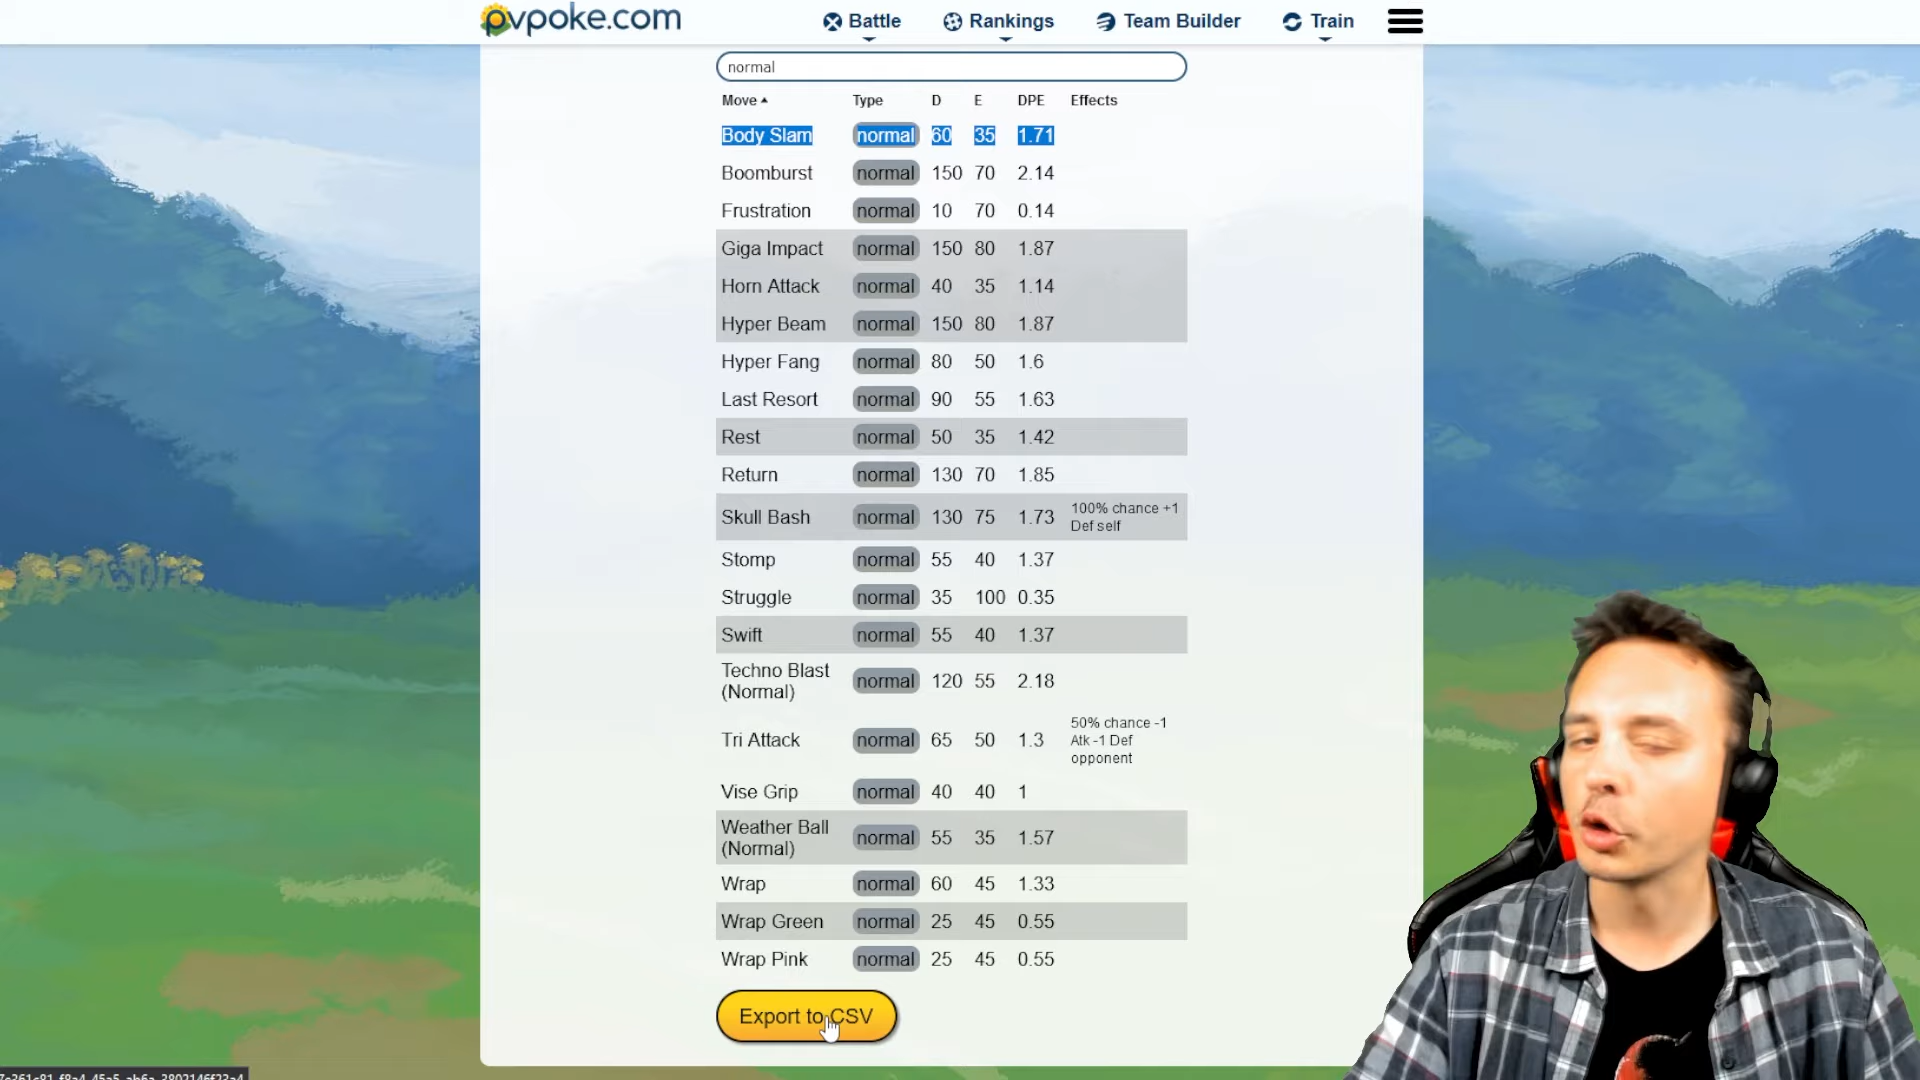 pvpoke.com Battle Rankings Team Builder Train
normal
Move Type D E DPE Effects
Body Slam normal 60 35 1.71
Boomburst normal 150 70 2.14
Frustration normal 10 70 0.14
Giga Impact normal 150 80 1.87
Horn Attack normal 40 35 1.14
Hyper Beam normal 150 80 1.87
Hyper Fang normal 80 50 1.6
Last Resort normal 90 55 1.63
Rest normal 50 35 1.42
Return normal 130 70 1.85
Skull Bash normal 130 75 1.73 100% chance +1
Def self
Stomp normal 55 40 1.37
Struggle normal 35 100 0.35
Swift normal 55 40 1.37
Techno Blast
(Normal) normal 120 55 2.18
50% chance -1
Tri Attack normal 65 50 1.3 Atk -1 Def
opponent
Vise Grip normal 40 40 1
Weather Ball
(Normal) normal 55 35 1.57
Wrap normal 60 45 1.33
Wrap Green normal 25 45 0.55
Wrap Pink normal 25 45 0.55
Export to CSV